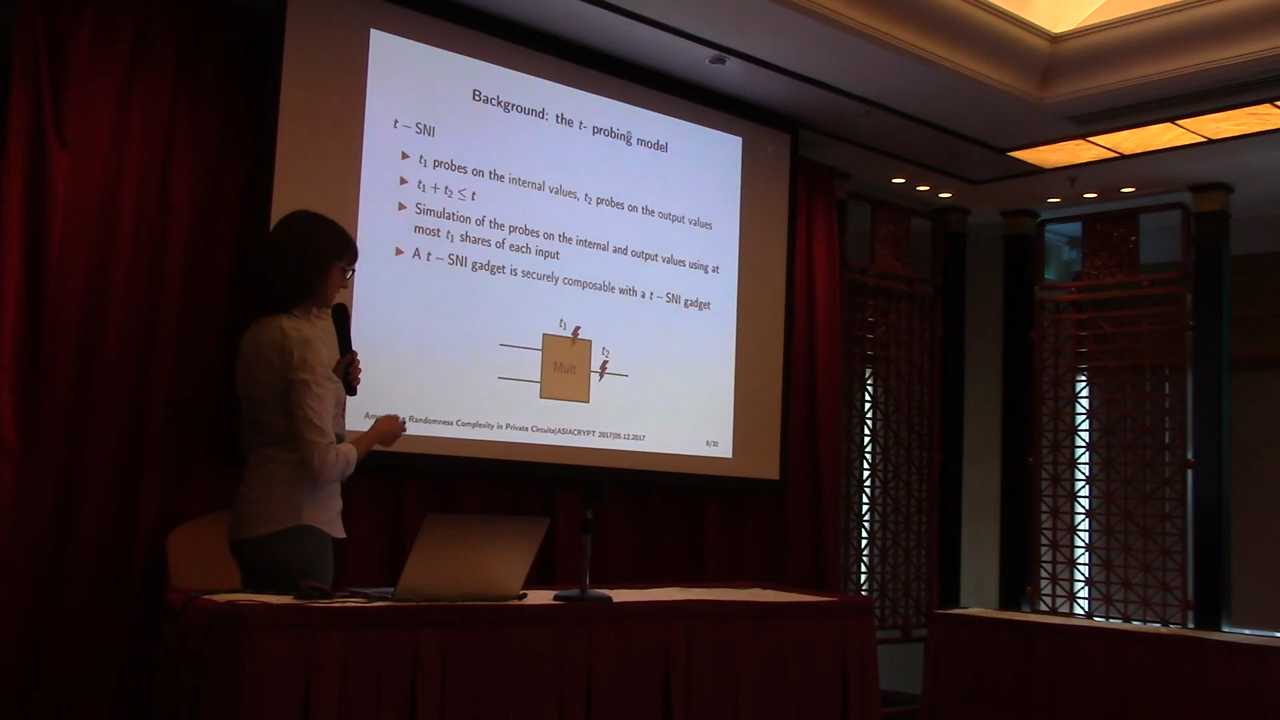 Background: the t- probing model
t − SNI
▶ t₁ probes on the internal values, t₂ probes on the output values
▶ t₁ + t₂ ≤ t
▶ Simulation of the probes on the internal and output values using at
most t₁ shares of each input
▶ A t − SNI gadget is securely composable with a t − SNI gadget
t₁
t₂
Mult
Randomness Complexity in Private Circuits|ASIACRYPT 2017|05.12.2017
8/32